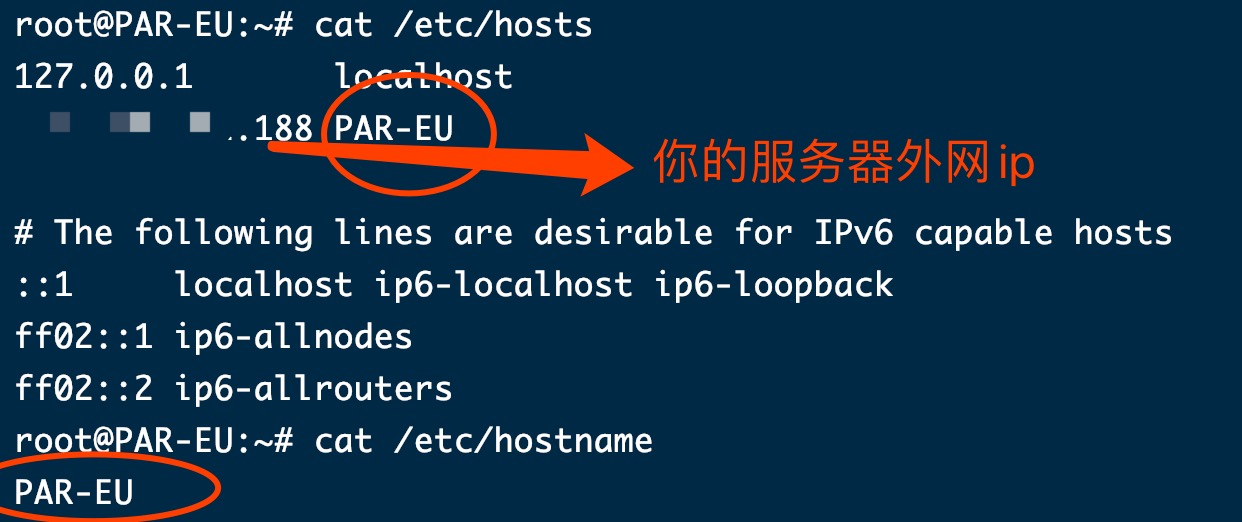 root@PAR-EU:~# cat /etc/hosts
127.0.0.1 localhost
.188 PAR-EU
你的服务器外网ip
# The following lines are desirable for IPv6 capable hosts
::1 localhost ip6-localhost ip6-loopback
ff02::1 ip6-allnodes
ff02::2 ip6-allrouters
root@PAR-EU:~# cat /etc/hostname
PAR-EU